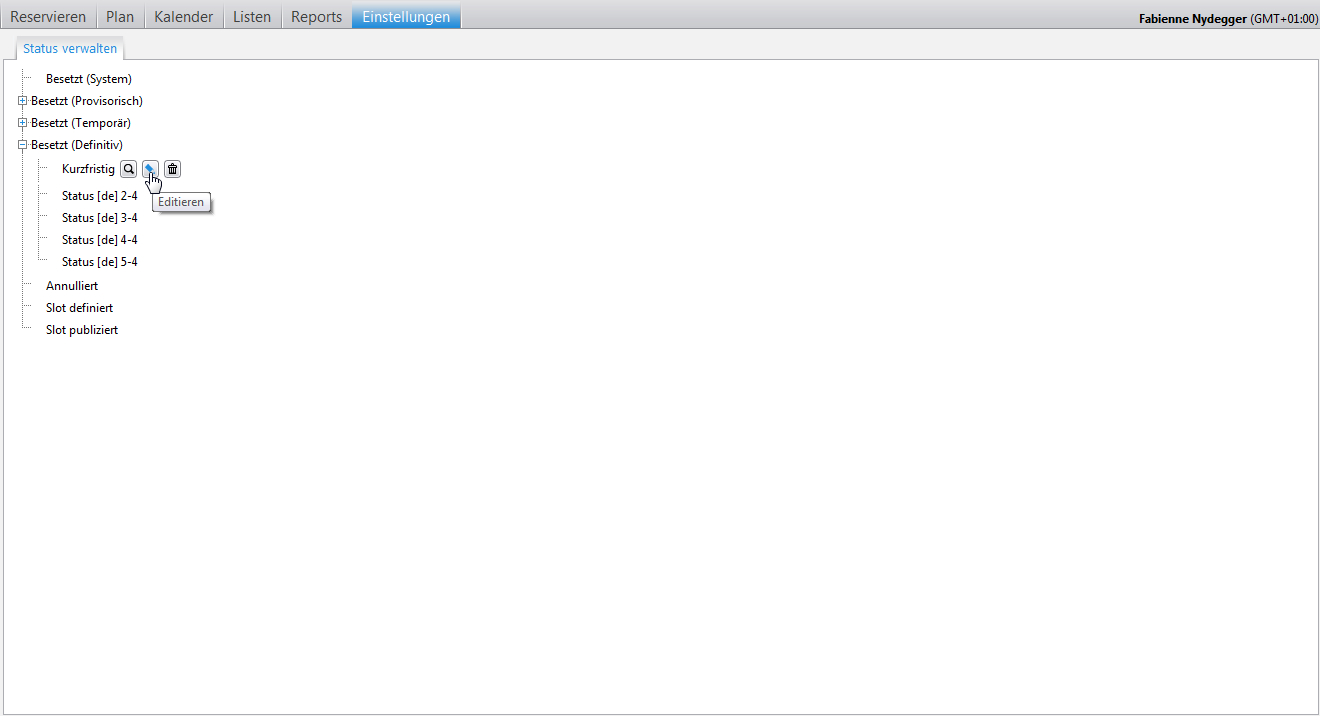 Reservieren Plan Kalender Listen Reports Einstellungen Fabienne Nydegger (GMT+01:00)
Status verwalten
Besetzt (System)
Besetzt (Provisorisch)
Besetzt (Temporär)
Besetzt (Definitiv)
Kurzfristig
Status [de] 2-4
Editieren
Status [de] 3-4
Status [de] 4-4
Status [de] 5-4
Annulliert
Slot definiert
Slot publiziert